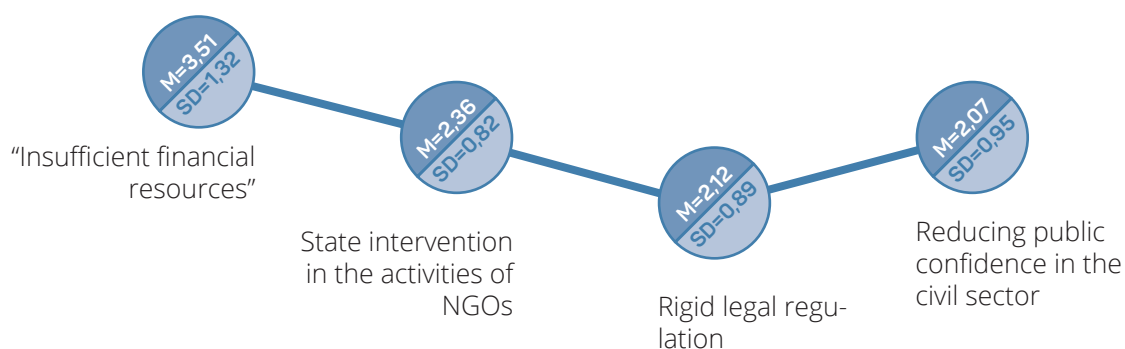 M=3,51
SD=1,32
“Insufficient financial
resources”
M=2,36
SD=0,82
State intervention
in the activities of
NGOs
M=2,12
SD=0,89
Rigid legal regu-
lation
M=2,07
SD=0,95
Reducing public
confidence in the
civil sector